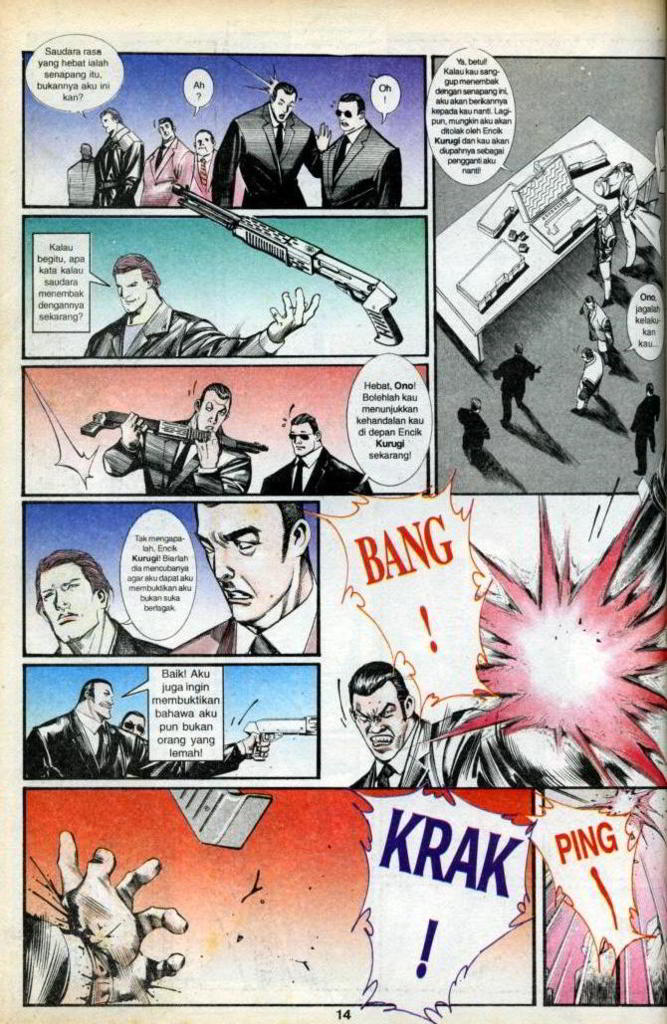 Saudara rasa
yang hebat ialah
senapang itu,
bukannya aku ini
kan?
Ah
?
Oh
!
Ya, betul!
Kalau kau sang-
gup menembak
dengan senapang ini,
aku akan berikannya
kepada kau nanti. Lagi-
pun, mungkin aku akan
ditolak oleh Encik
Kurugi dan kau akan
diupahnya sebagai
pengganti aku
nanti!
Ono,
jagalah
kelaku-
kan
kau...
Kalau
begitu, apa
kata kalau
saudara
menembak
dengannya
sekarang?
Hebat, Ono!
Bolehlah kau
menunjukkan
kehandalan kau
di depan Encik
Kurugi
sekarang!
Tak mengapa-
lah, Encik
Kurugi! Biarlah
dia mencubanya
agar aku dapat aku
membuktikan aku
bukan suka
berlagak.
BANG
!
Baik! Aku
juga ingin
membuktikan
bahawa aku
pun bukan
orang yang
lemah!
KRAK
!
PING
!
14